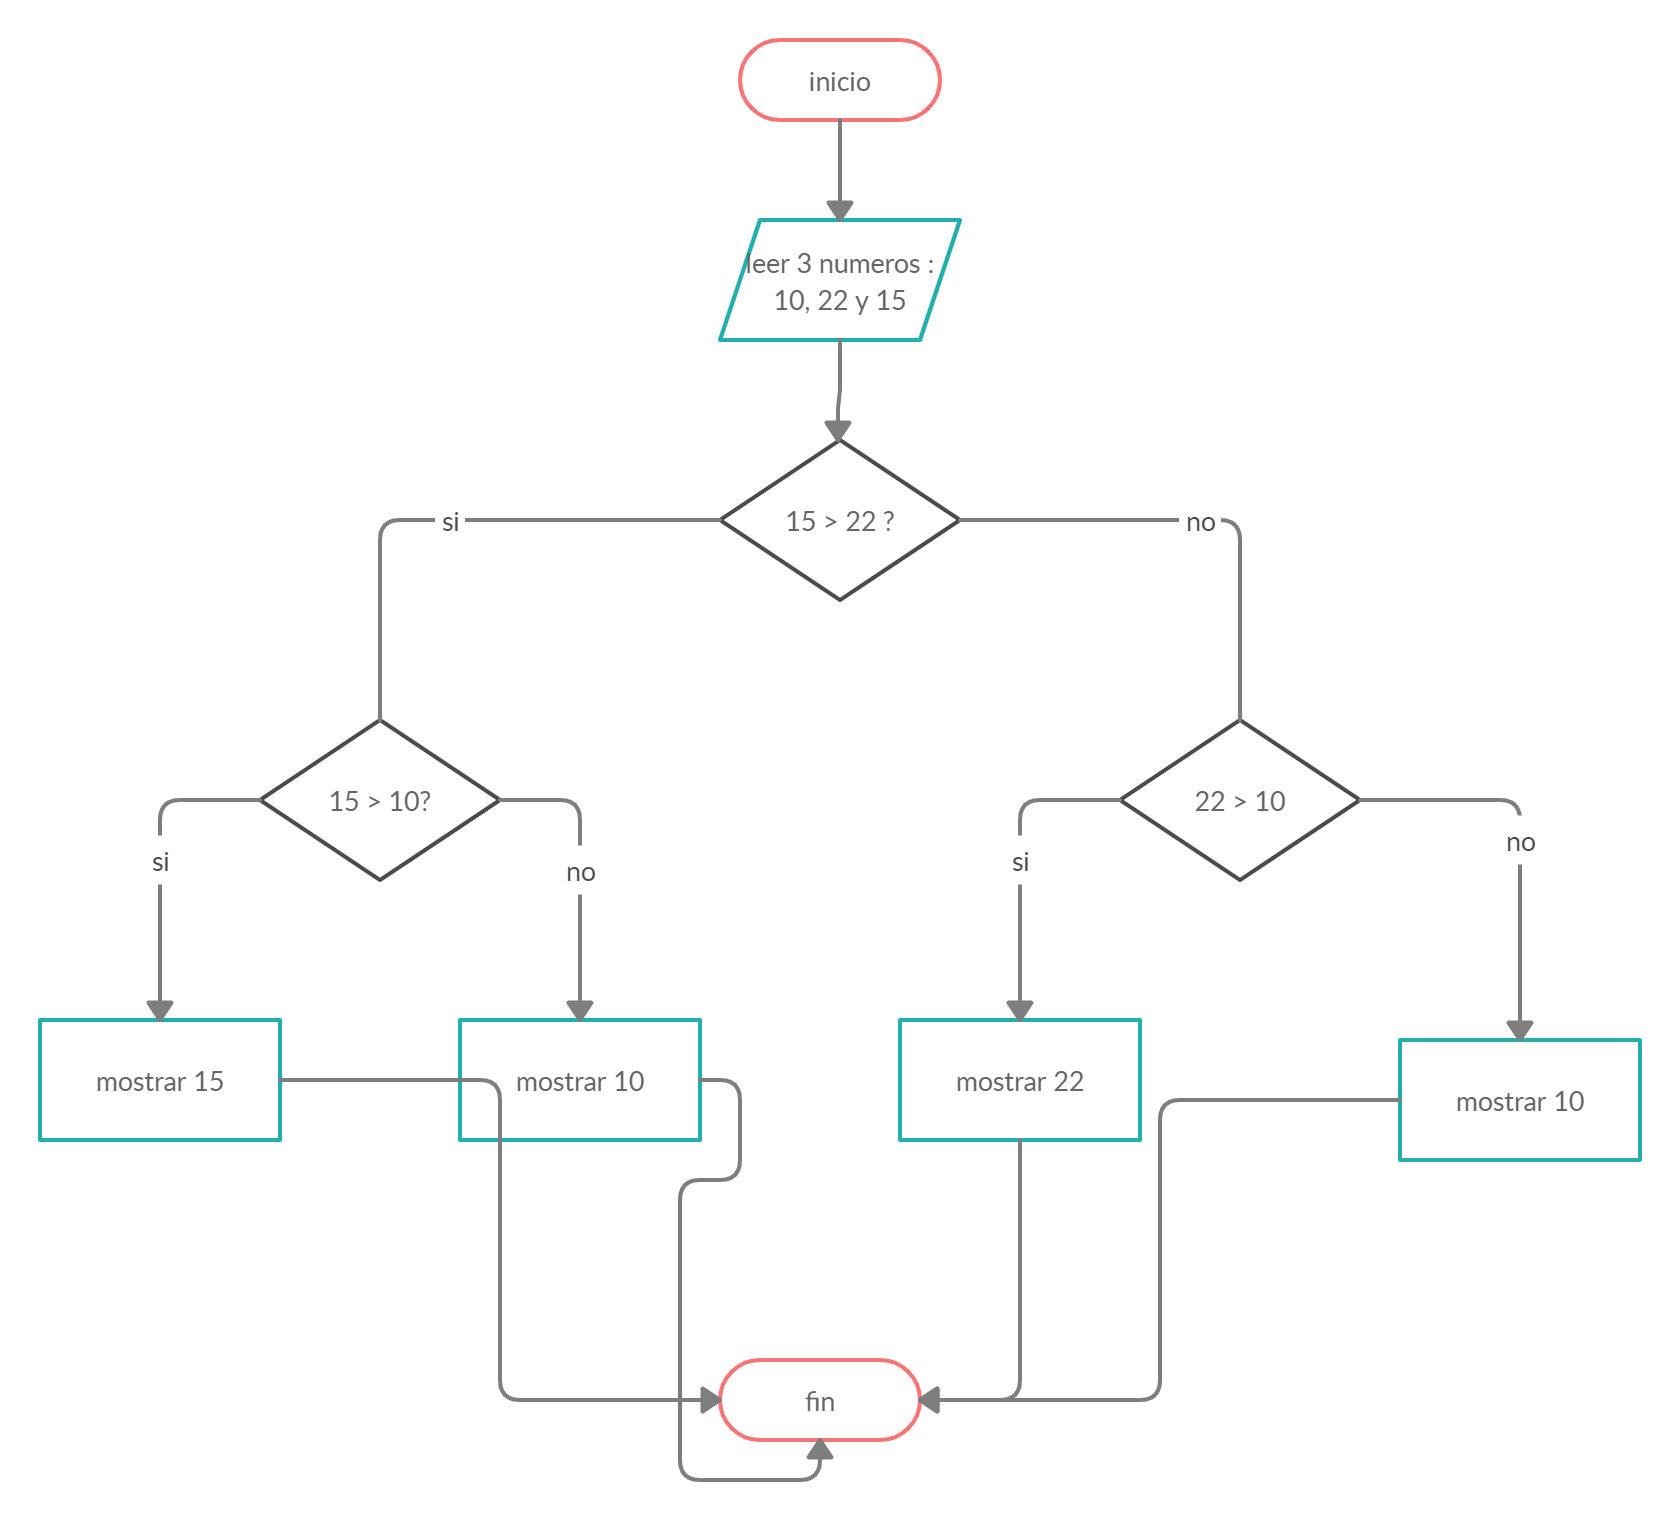 inicio
leer 3 numeros :
10, 22 y 15
15 > 22 ?
si
no
15 > 10?
22 > 10
si
no
si
no
mostrar 15
mostrar 10
mostrar 22
mostrar 10
fin